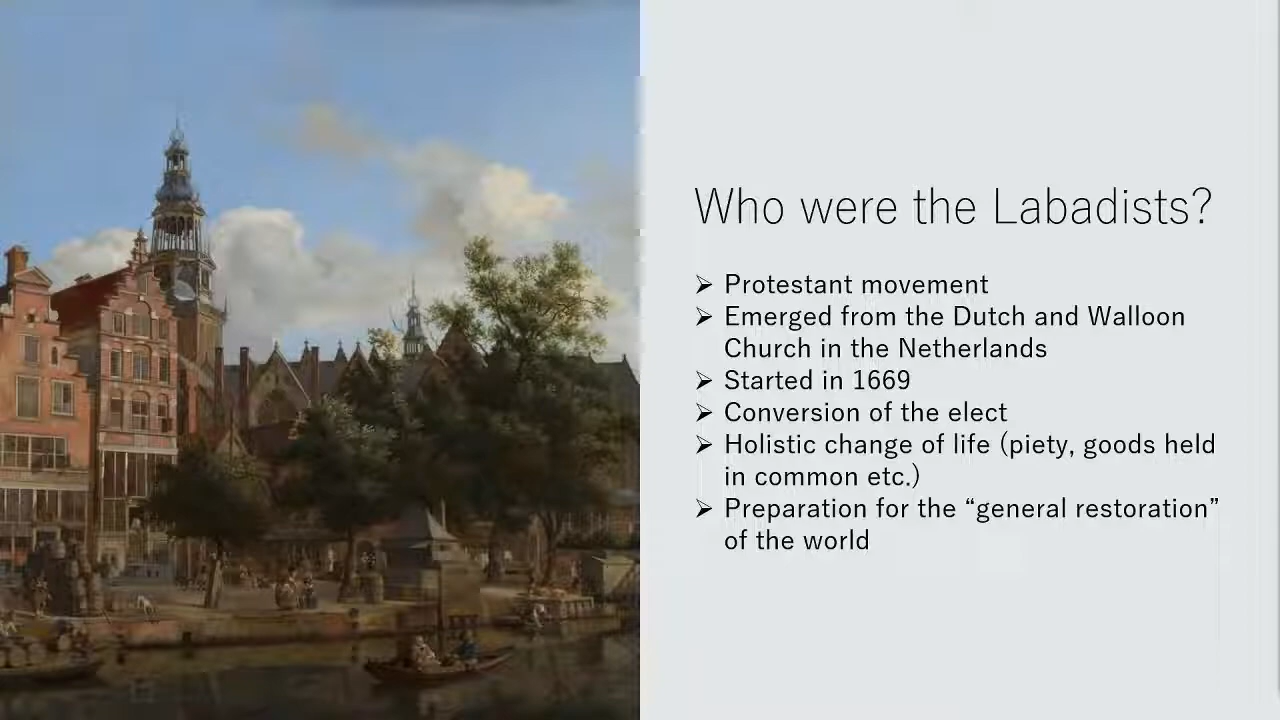 Who were the Labadists?
➢ Protestant movement
➢ Emerged from the Dutch and Walloon
Church in the Netherlands
➢ Started in 1669
➢ Conversion of the elect
➢ Holistic change of life (piety, goods held
in common etc.)
➢ Preparation for the “general restoration”
of the world